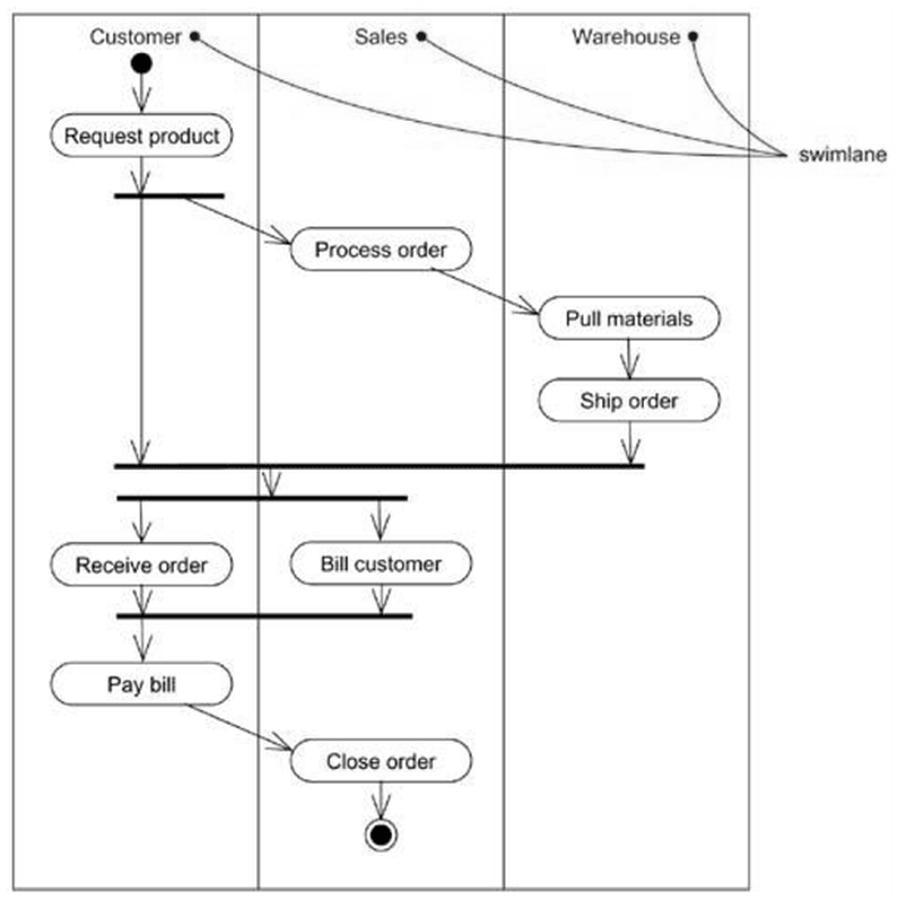 Customer
Sales
Warehouse
swimlane
Request product
Process order
Pull materials
Ship order
Receive order
Bill customer
Pay bill
Close order